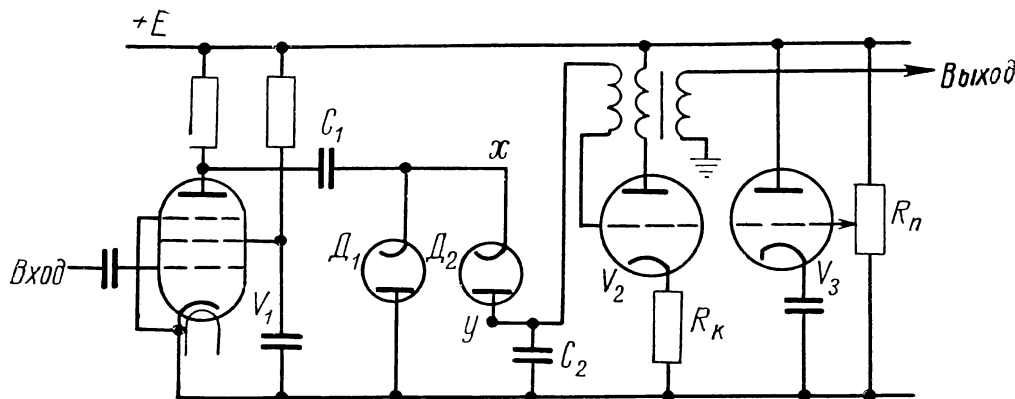 +E
C₁
x
Выход
Вход
V₁
Д₁
Д₂
y
C₂
V₂
Rк
V₃
Rп